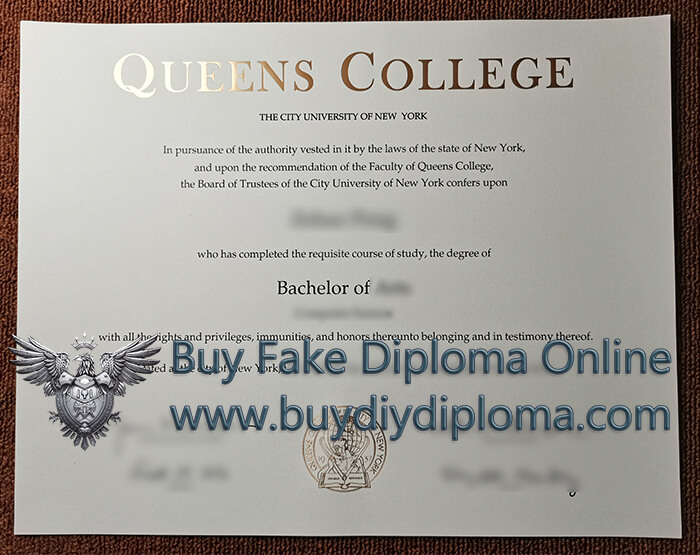 QUEENS COLLEGE
THE CITY UNIVERSITY OF NEW YORK
In pursuance of the authority vested in it by the laws of the state of New York,
and upon the recommendation of the Faculty of Queens College,
the Board of Trustees of the City University of New York confers upon
who has completed the requisite course of study, the degree of
Bachelor of
with all the rights and privileges, immunities, and honors thereunto belonging and in testimony thereof.
Buy Fake Diploma Online
www.buydiydiploma.com